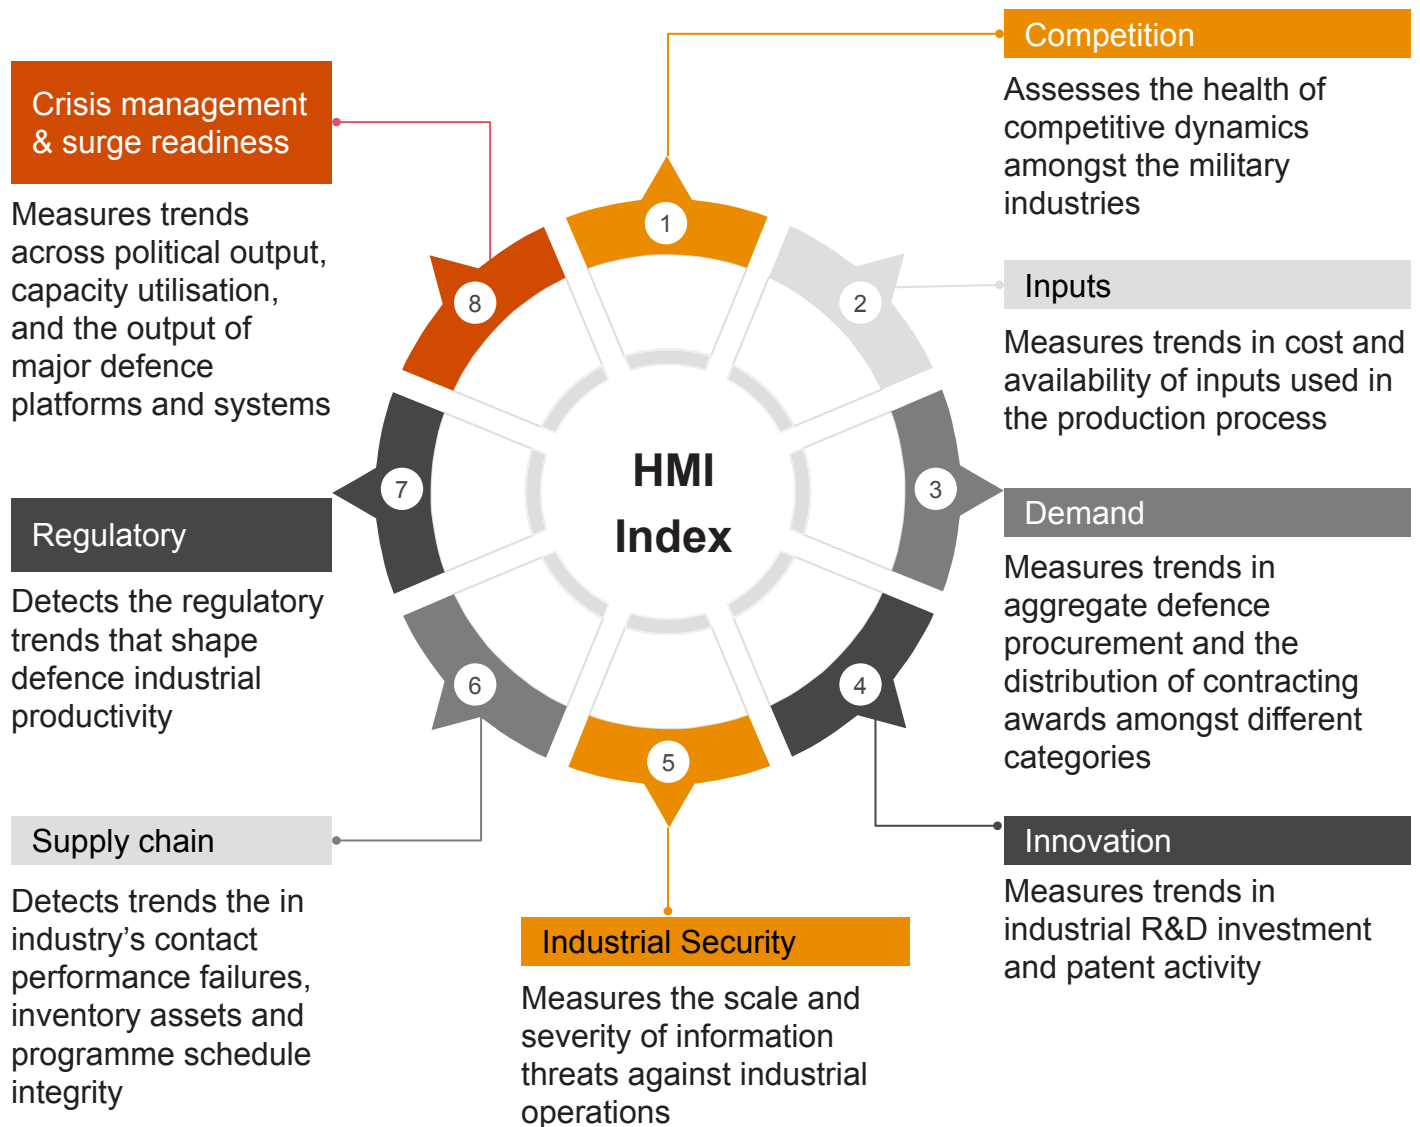 Competition
Assesses the health of
competitive dynamics
amongst the military
industries
Inputs
Measures trends in cost and
availability of inputs used in
the production process
Demand
Measures trends in
aggregate defence
procurement and the
distribution of contracting
awards amongst different
categories
Innovation
Measures trends in
industrial R&D investment
and patent activity
Industrial Security
Measures the scale and
severity of information
threats against industrial
operations
Supply chain
Detects trends the in
industry's contact
performance failures,
inventory assets and
programme schedule
integrity
Regulatory
Detects the regulatory
trends that shape
defence industrial
productivity
Crisis management
& surge readiness
Measures trends
across political output,
capacity utilisation,
and the output of
major defence
platforms and systems
HMI
Index
1
2
3
4
5
6
7
8